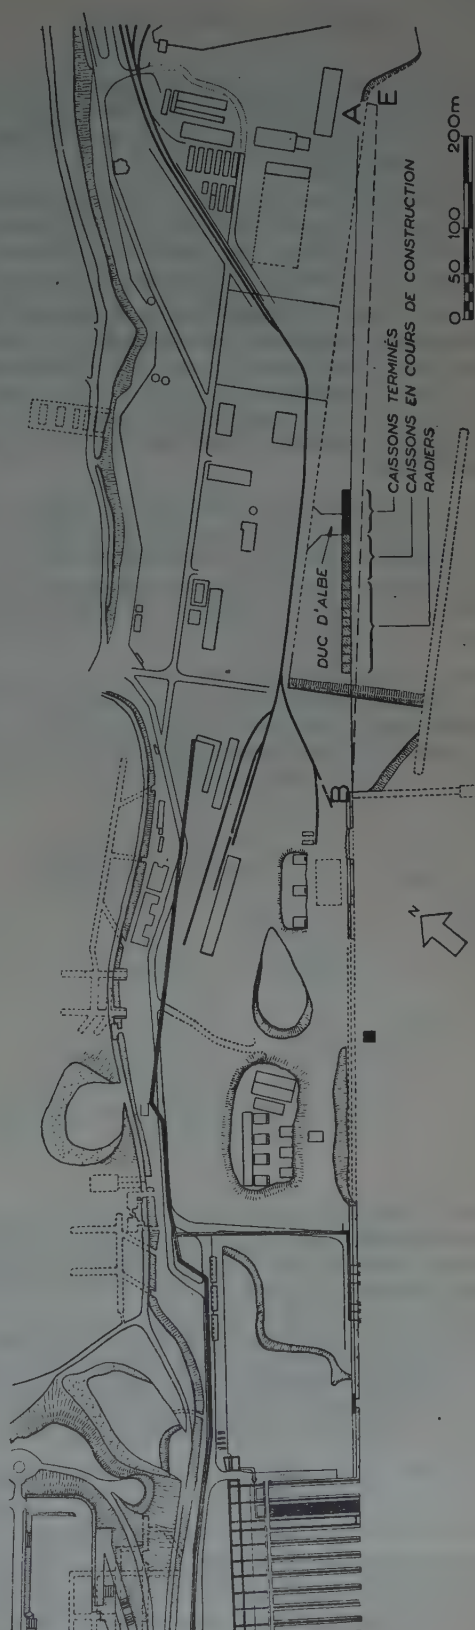 A
E
0 50 100 200m
CAISSONS TERMINÉS
CAISSONS EN COURS DE CONSTRUCTION
RADIERS
DUC D'ALBE
B
N